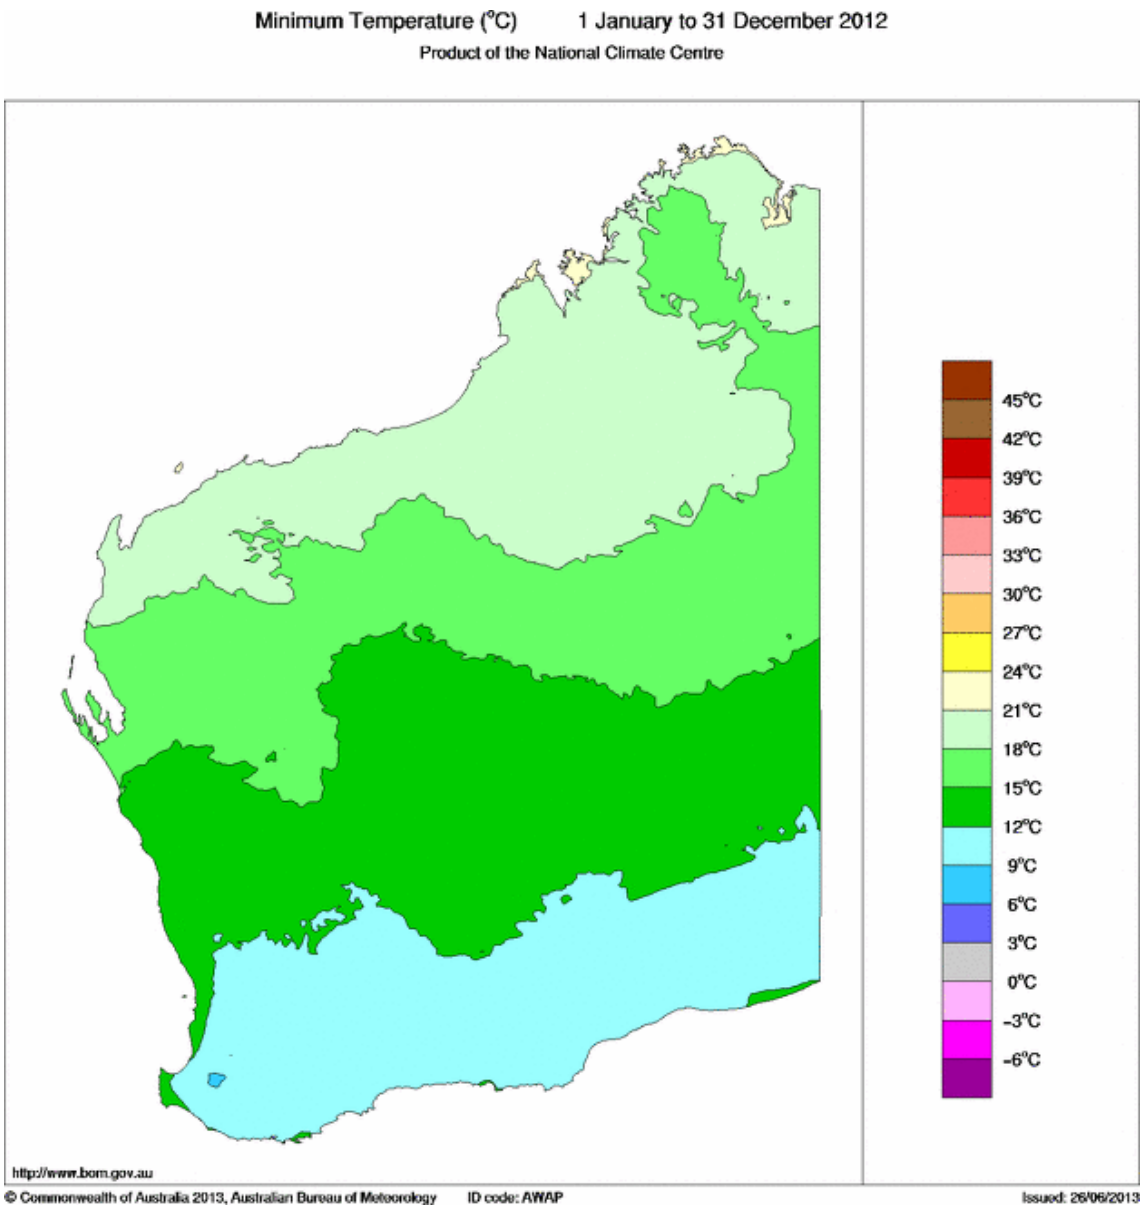 Minimum Temperature (°C) 1 January to 31 December 2012
Product of the National Climate Centre
45°C
42°C
39°C
36°C
33°C
30°C
27°C
24°C
21°C
18°C
15°C
12°C
9°C
6°C
3°C
0°C
-3°C
-6°C
http://www.bom.gov.au
© Commonwealth of Australia 2013, Australian Bureau of Meteorology ID code: AWAP Issued: 26/06/2013